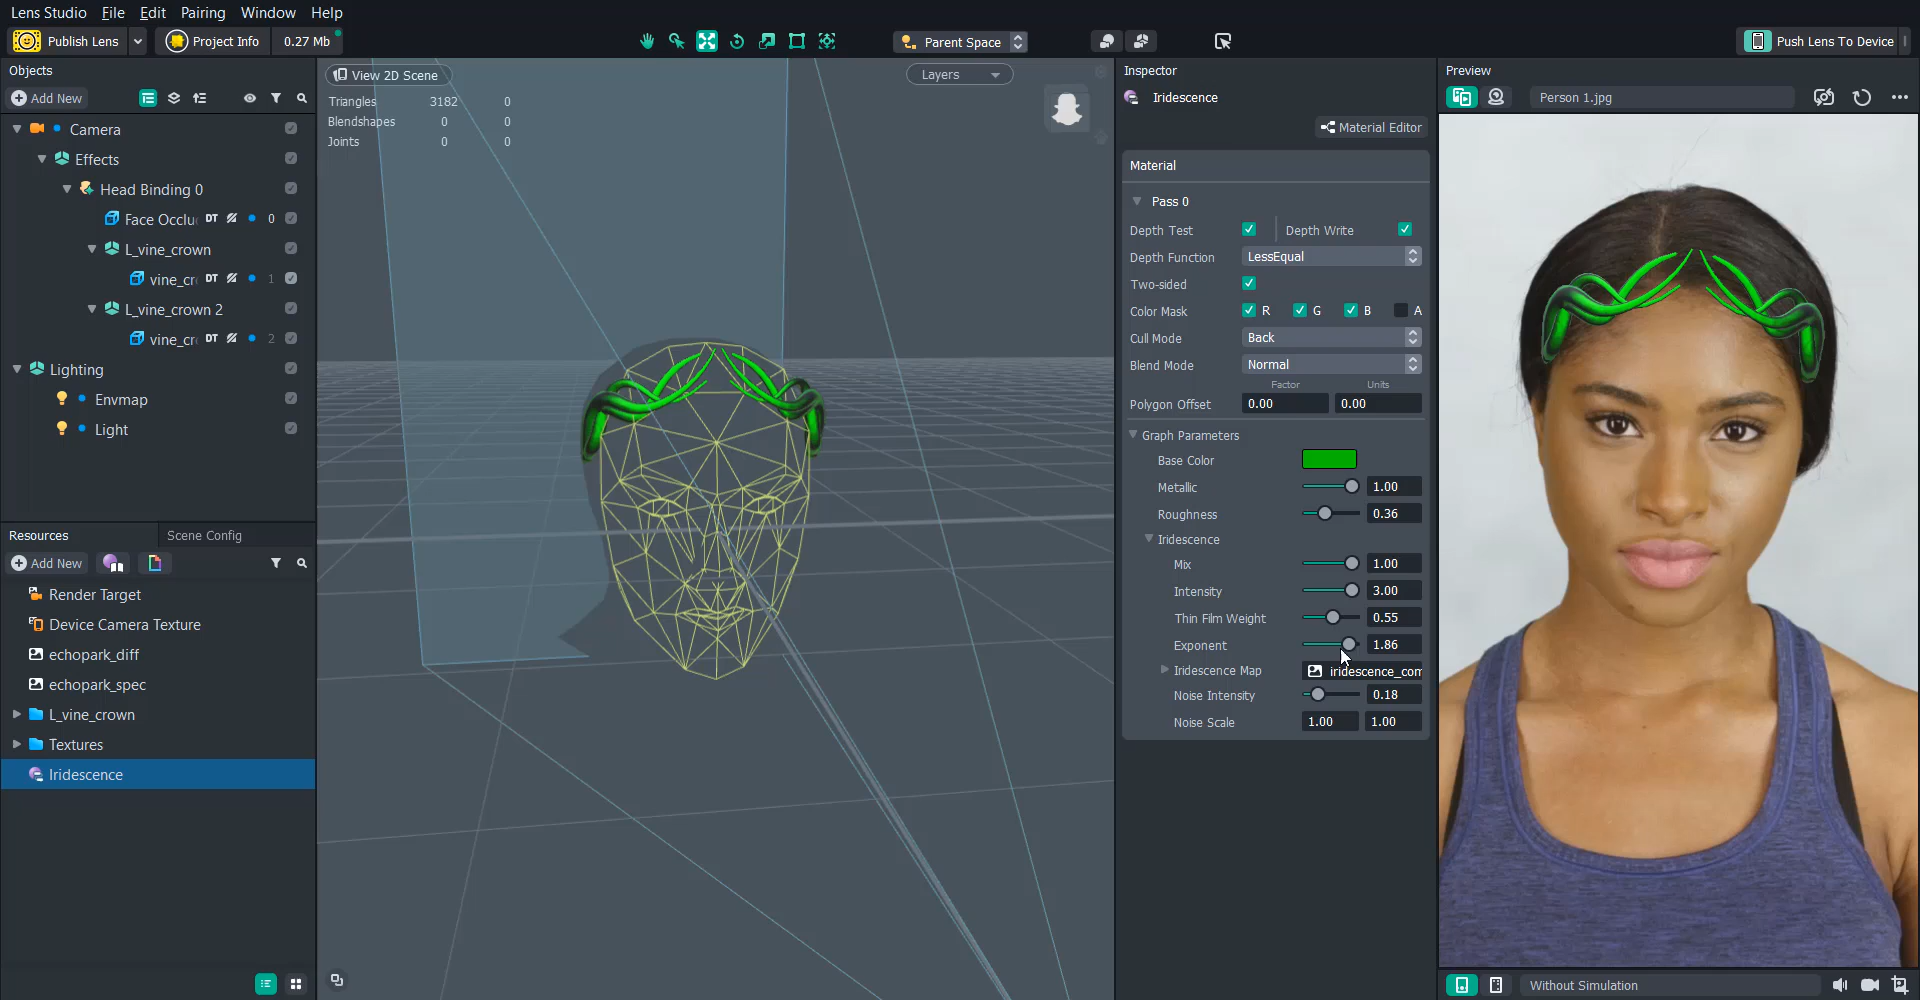 Lens Studio File Edit Pairing Window Help
Publish Lens
Project Info
0.27 Mb
Parent Space
Push Lens To Device
Objects
Add New
Camera
Effects
Head Binding 0
Face Occlu DT 0
L_vine_crown
vine_cr DT 1
L_vine_crown 2
vine_cr DT 2
Lighting
Envmap
Light
Resources
Scene Config
Add New
Render Target
Device Camera Texture
echopark_diff
echopark_spec
L_vine_crown
Textures
Iridescence
View 2D Scene
Layers
Triangles 3182 0
Blendshapes 0 0
Joints 0 0
Inspector
Iridescence
Material Editor
Material
Pass 0
Depth Test
Depth Write
Depth Function LessEqual
Two-sided
Color Mask R G B A
Cull Mode Back
Blend Mode Normal
Factor Units
Polygon Offset 0.00 0.00
Graph Parameters
Base Color
Metallic 1.00
Roughness 0.36
Iridescence
Mix 1.00
Intensity 3.00
Thin Film Weight 0.55
Exponent 1.86
Iridescence Map iridescence_com
Noise Intensity 0.18
Noise Scale 1.00 1.00
Preview
Person 1.jpg
Without Simulation